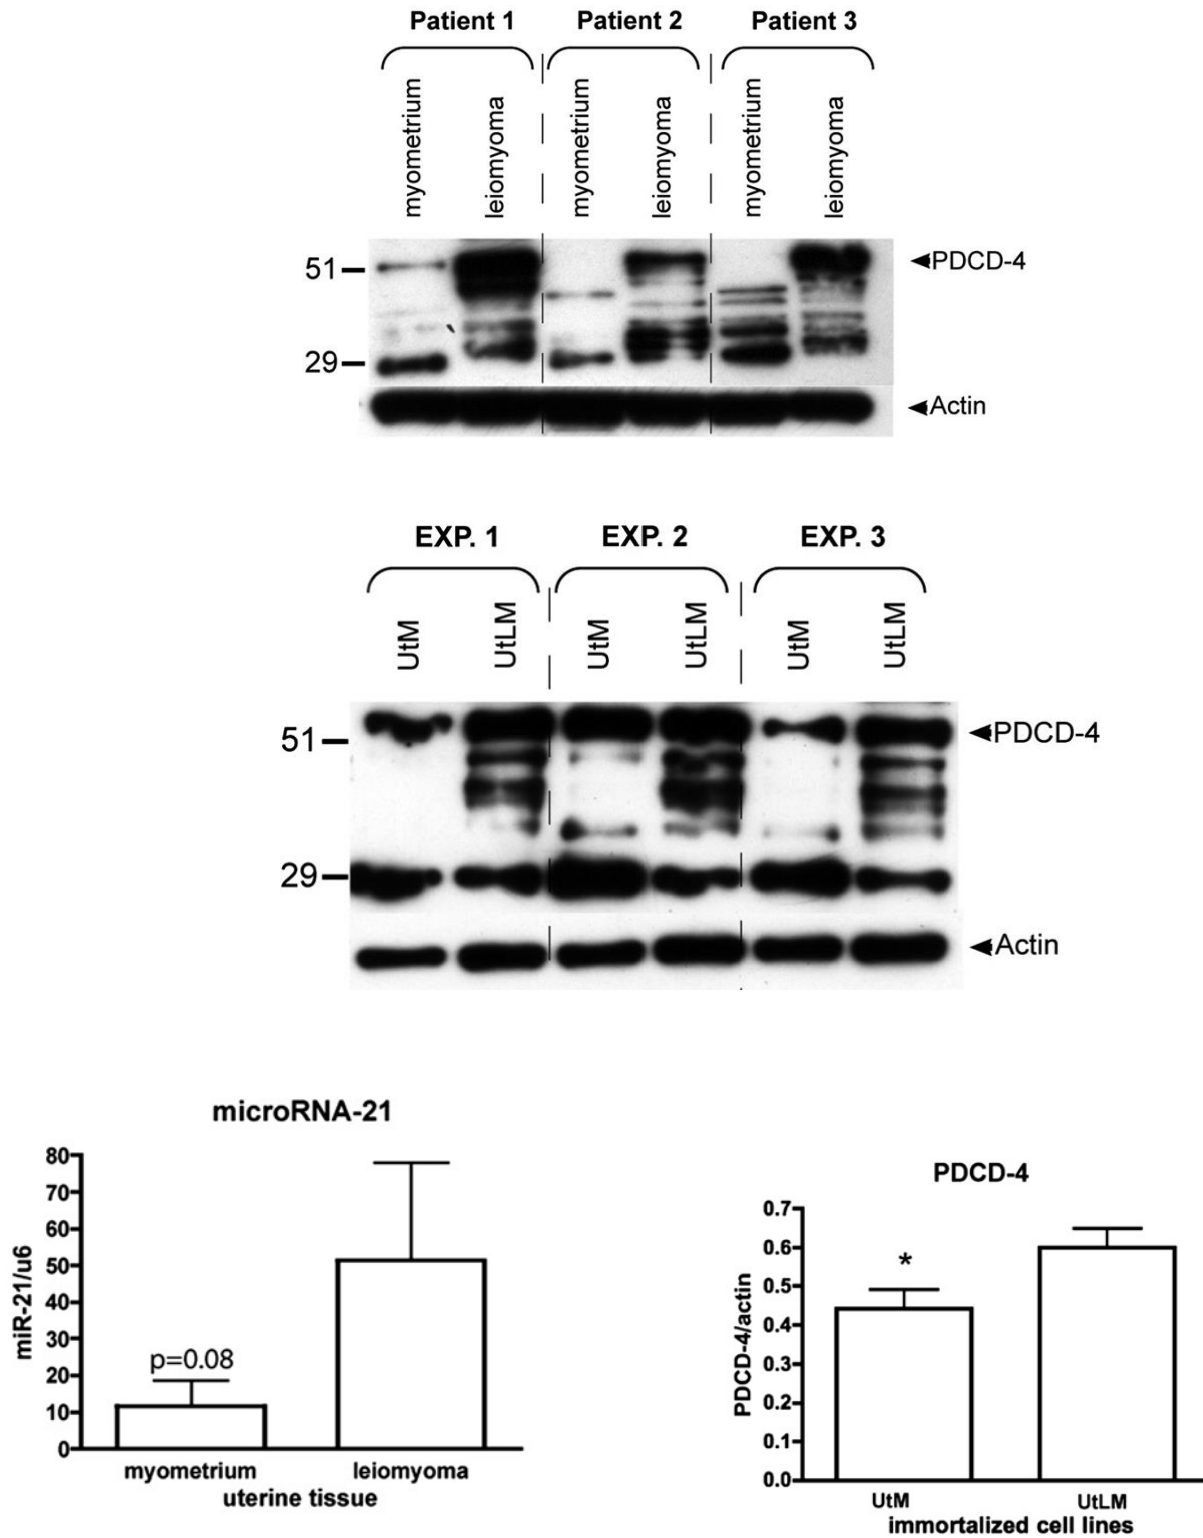 Patient 1 Patient 2 Patient 3
myometrium leiomyoma myometrium leiomyoma myometrium leiomyoma
51 PDCD-4
29
Actin
EXP. 1 EXP. 2 EXP. 3
UtM UtLM UtM UtLM UtM UtLM
51 PDCD-4
29
Actin
microRNA-21
miR-21/u6
80
70
60
50
40
30
20
10
0
p=0.08
myometrium leiomyoma
uterine tissue
PDCD-4
PDCD-4/actin
0.7
0.6
0.5
0.4
0.3
0.2
0.1
0.0
*
UtM UtLM
immortalized cell lines